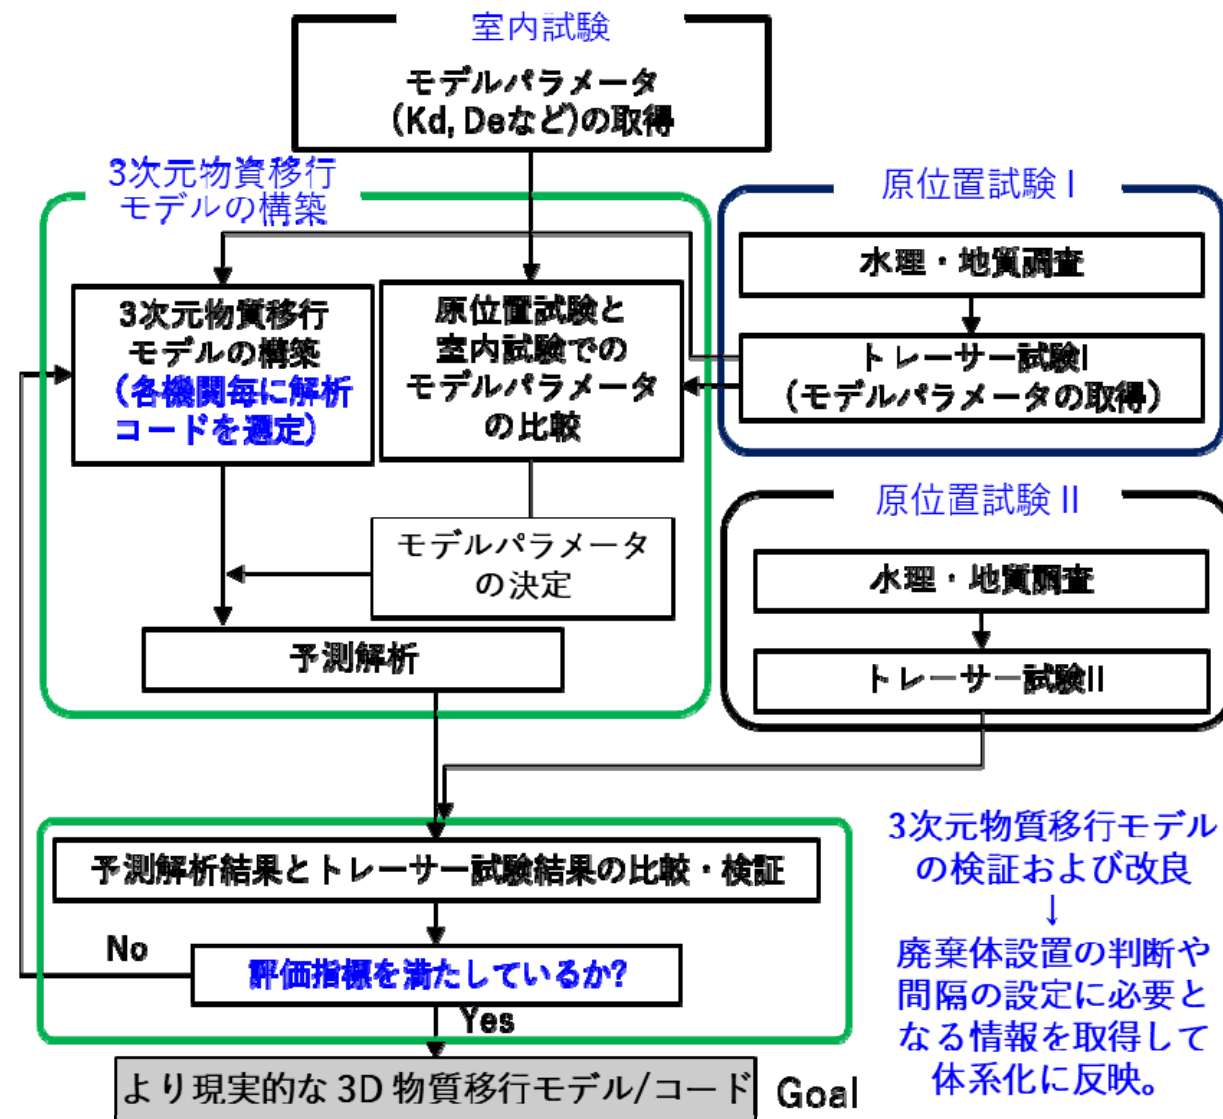 室内試験
モデルパラメータ
(Kd, Deなど)の取得
3次元物資移行
モデルの構築
3次元物質移行
モデルの構築
(各機関毎に解析
コードを選定)
原位置試験と
室内試験での
モデルパラメータ
の比較
モデルパラメータ
の決定
予測解析
原位置試験 I
水理・地質調査
トレーサー試験I
(モデルパラメータの取得)
原位置試験 II
水理・地質調査
トレーサー試験II
予測解析結果とトレーサー試験結果の比較・検証
評価指標を満たしているか?
No
Yes
より現実的な 3D 物質移行モデル/コード
Goal
3次元物質移行モデル
の検証および改良
↓
廃棄体設置の判断や
間隔の設定に必要と
なる情報を取得して
体系化に反映。